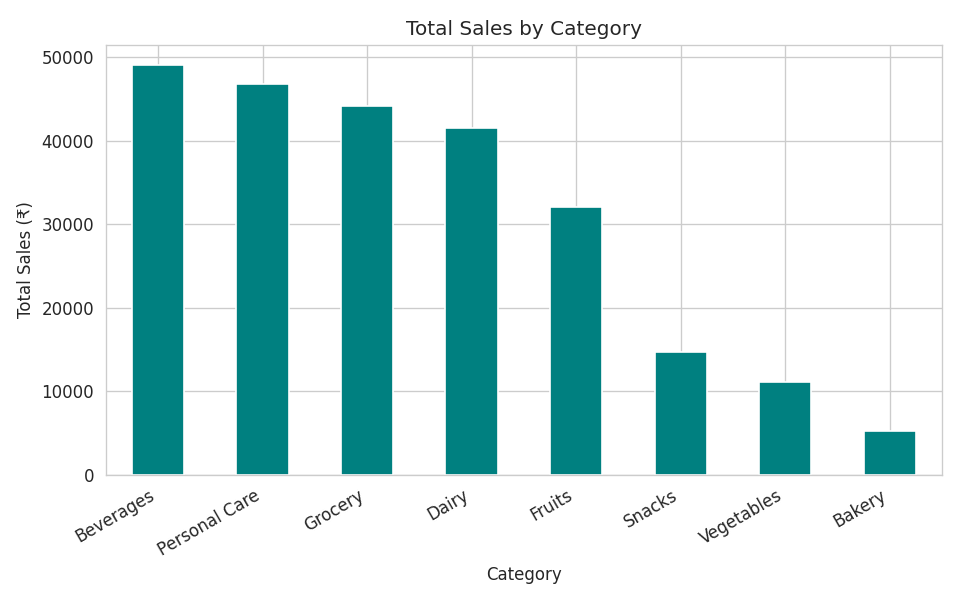 Total Sales by Category
Total Sales (₹)
50000
40000
30000
20000
10000
0
Beverages
Personal Care
Grocery
Dairy
Fruits
Snacks
Vegetables
Bakery
Category